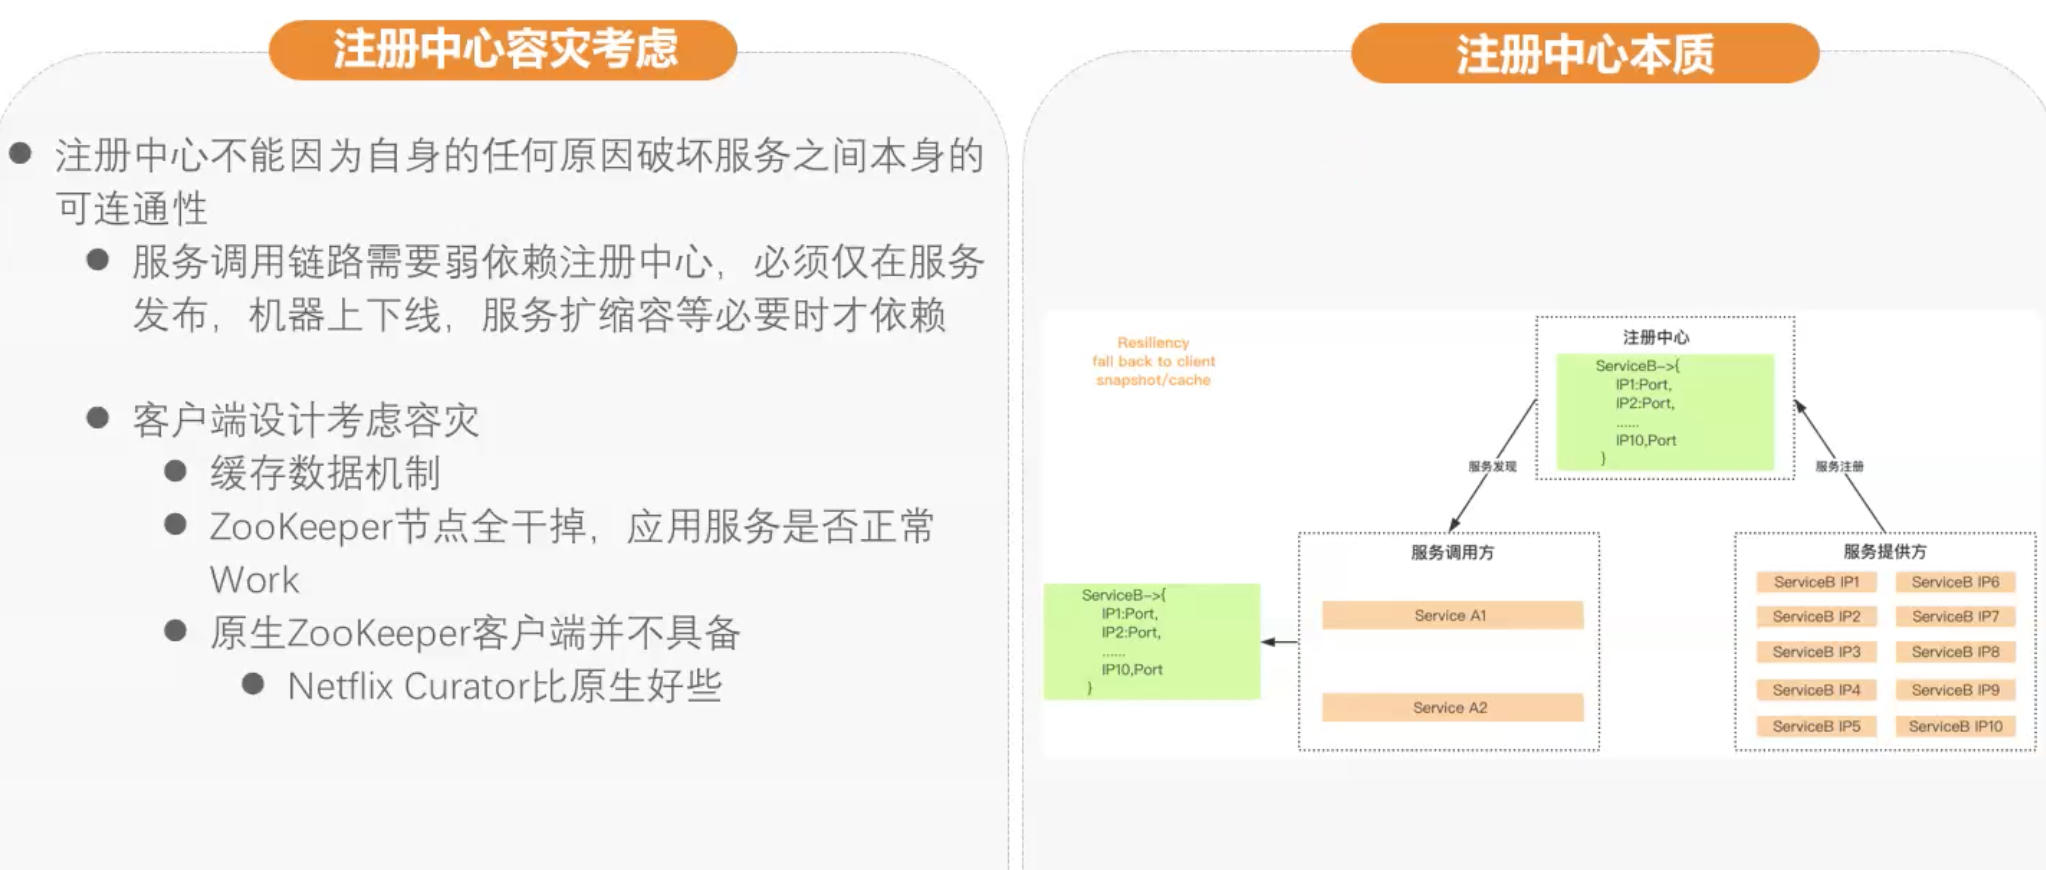 注册中心容灾考虑
注册中心不能因为自身的任何原因破坏服务之间本身的
可连通性
服务调用链路需要弱依赖注册中心，必须仅在服务
发布，机器上下线，服务扩缩容等必要时才依赖
客户端设计考虑容灾
缓存数据机制
ZooKeeper节点全干掉，应用服务是否正常
Work
原生ZooKeeper客户端并不具备
Netflix Curator比原生好些
注册中心本质
Resiliency
fall back to client
snapshot/cache
注册中心
ServiceB->{
IP1:Port,
IP2:Port,
......
IP10,Port
}
服务发现
服务注册
服务调用方
Service A1
Service A2
ServiceB->{
IP1:Port,
IP2:Port,
......
IP10,Port
}
服务提供方
ServiceB IP1
ServiceB IP6
ServiceB IP2
ServiceB IP7
ServiceB IP3
ServiceB IP8
ServiceB IP4
ServiceB IP9
ServiceB IP5
ServiceB IP10